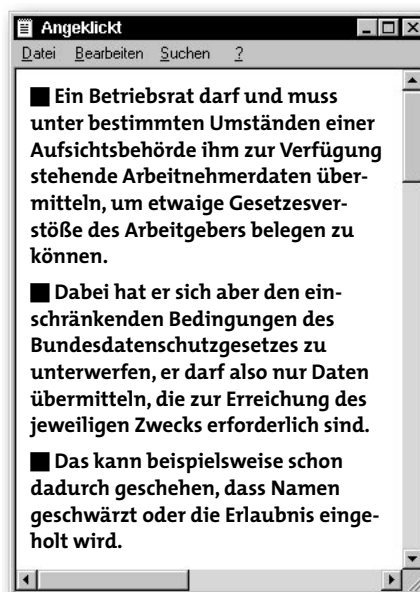 Angeklickt
Datei Bearbeiten Suchen ?
■ Ein Betriebsrat darf und muss
unter bestimmten Umständen einer
Aufsichtsbehörde ihm zur Verfügung
stehende Arbeitnehmerdaten über-
mitteln, um etwaige Gesetzesver-
stöße des Arbeitgebers belegen zu
können.
■ Dabei hat er sich aber den ein-
schränkenden Bedingungen des
Bundesdatenschutzgesetzes zu
unterwerfen, er darf also nur Daten
übermitteln, die zur Erreichung des
jeweiligen Zwecks erforderlich sind.
■ Das kann beispielsweise schon
dadurch geschehen, dass Namen
geschwärzt oder die Erlaubnis einge-
holt wird.